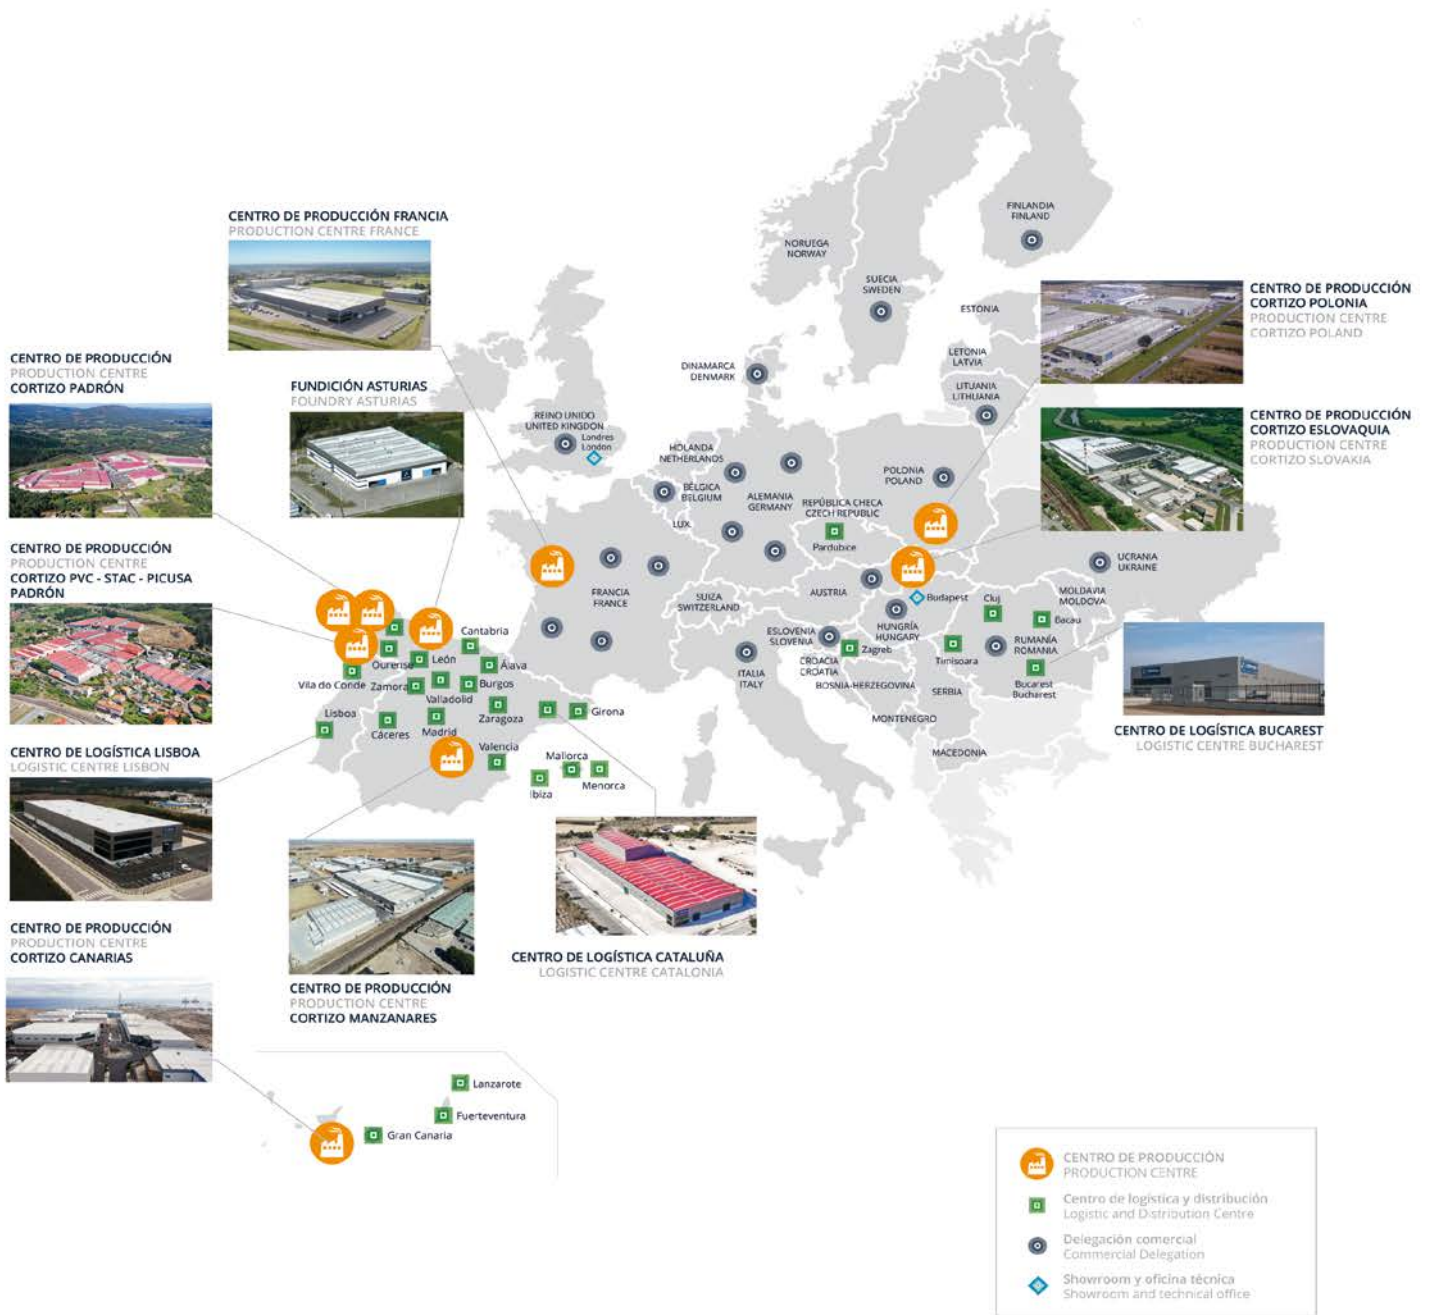 CENTRO DE PRODUCCIÓN FRANCIA
PRODUCTION CENTRE FRANCE
CENTRO DE PRODUCCIÓN
PRODUCTION CENTRE
CORTIZO PADRÓN
FUNDICIÓN ASTURIAS
FOUNDRY ASTURIAS
CENTRO DE PRODUCCIÓN
PRODUCTION CENTRE
CORTIZO PVC - STAC - PICUSA
PADRÓN
CENTRO DE LOGÍSTICA LISBOA
LOGISTIC CENTRE LISBON
CENTRO DE PRODUCCIÓN
PRODUCTION CENTRE
CORTIZO CANARIAS
CENTRO DE PRODUCCIÓN
PRODUCTION CENTRE
CORTIZO MANZANARES
CENTRO DE LOGÍSTICA CATALUÑA
LOGISTIC CENTRE CATALONIA
CENTRO DE PRODUCCIÓN
CORTIZO POLONIA
PRODUCTION CENTRE
CORTIZO POLAND
CENTRO DE PRODUCCIÓN
CORTIZO ESLOVAQUIA
PRODUCTION CENTRE
CORTIZO SLOVAKIA
CENTRO DE LOGÍSTICA BUCAREST
LOGISTIC CENTRE BUCHAREST
FINLANDIA
FINLAND
NORUEGA
NORWAY
SUECIA
SWEDEN
ESTONIA
LETONIA
LATVIA
LITUANIA
LITHUANIA
DINAMARCA
DENMARK
REINO UNIDO
UNITED KINGDOM
Londres
London
HOLANDA
NETHERLANDS
BÉLGICA
BELGIUM
LUX.
ALEMANIA
GERMANY
POLONIA
POLAND
REPÚBLICA CHECA
CZECH REPUBLIC
Pardubice
UCRANIA
UKRAINE
MOLDAVIA
MOLDOVA
FRANCIA
FRANCE
SUIZA
SWITZERLAND
AUSTRIA
Budapest
HUNGRÍA
HUNGARY
Cluj
Bacau
RUMANÍA
ROMANIA
Timisoara
Bucarest
Bucharest
ESLOVENIA
SLOVENIA
Zagreb
CROACIA
CROATIA
ITALIA
ITALY
BOSNIA-HERZEGOVINA
SERBIA
MONTENEGRO
MACEDONIA
Cantabria
Ourense
León
Álava
Vila do Conde
Zamora
Valladolid
Burgos
Lisboa
Cáceres
Madrid
Zaragoza
Girona
Valencia
Mallorca
Ibiza
Menorca
Lanzarote
Fuerteventura
Gran Canaria
CENTRO DE PRODUCCIÓN
PRODUCTION CENTRE
Centro de logística y distribución
Logistic and Distribution Centre
Delegación comercial
Commercial Delegation
Showroom y oficina técnica
Showroom and technical office